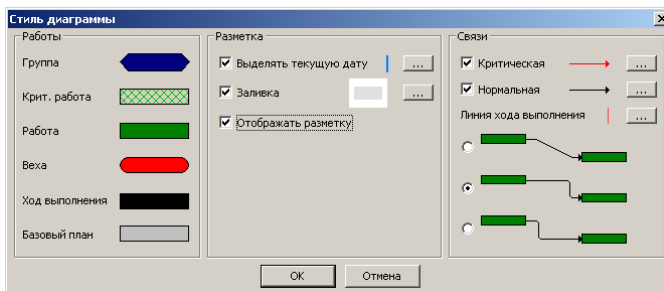 Стиль диаграммы
Работы
Группа
Крит. работа
Работа
Веха
Ход выполнения
Базовый план
Разметка
Выделять текущую дату
...
Заливка
...
Отображать разметку
Связи
Критическая
...
Нормальная
...
Линия хода выполнения
...
OK
Отмена